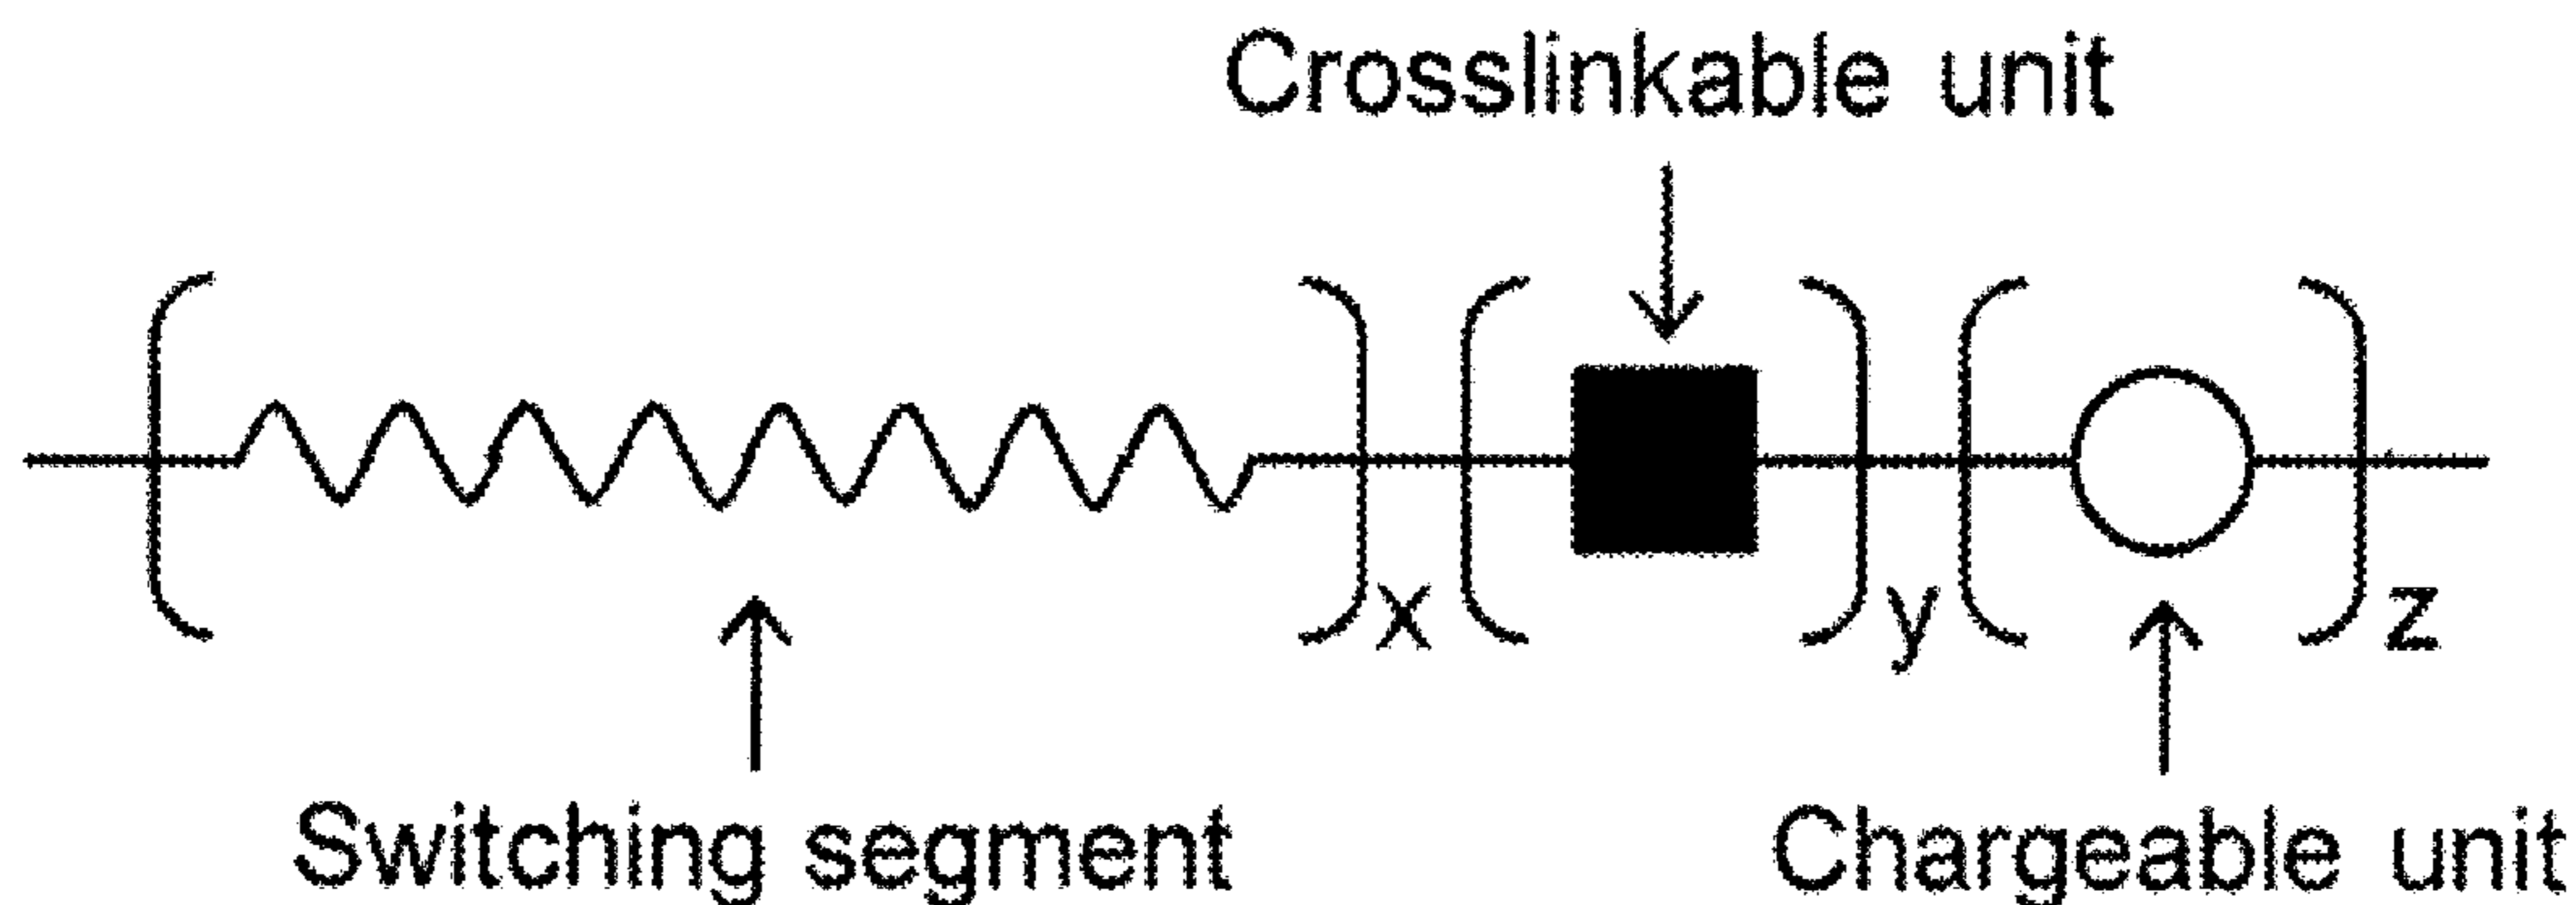 Crosslinkable unit
x
y
z
Switching segment
Chargeable unit